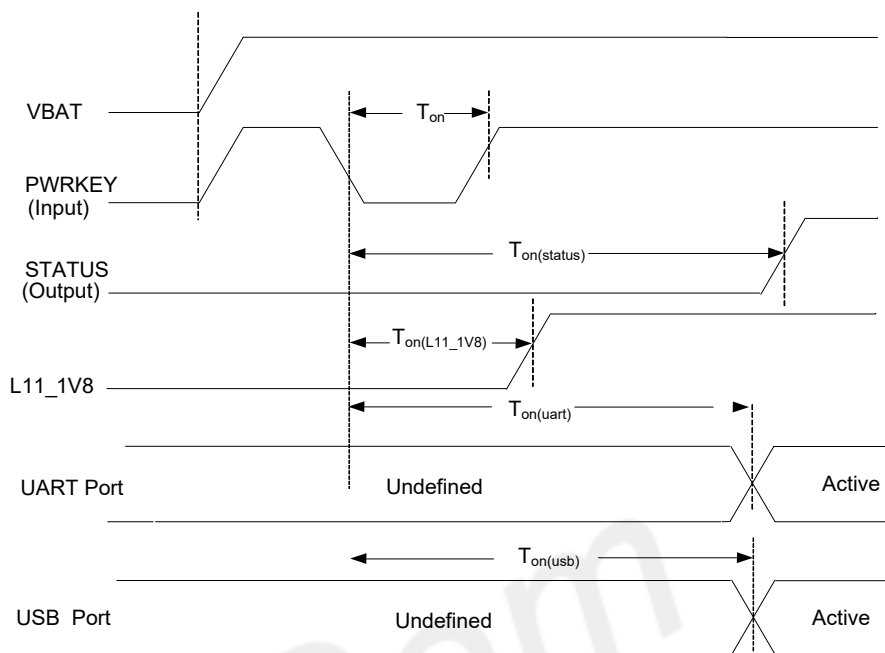 VBAT
Ton
PWRKEY
(Input)
Ton(status)
STATUS
(Output)
Ton(L11_1V8)
L11_1V8
Ton(uart)
UART Port
Undefined
Active
Ton(usb)
USB Port
Undefined
Active